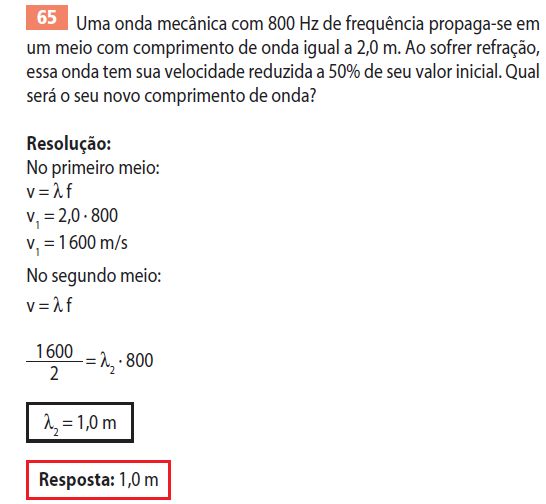 65 Uma onda mecânica com 800 Hz de frequência propaga-se em
um meio com comprimento de onda igual a 2,0 m. Ao sofrer refração,
essa onda tem sua velocidade reduzida a 50% de seu valor inicial. Qual
será o seu novo comprimento de onda?
Resolução:
No primeiro meio:
v = λ f
v₁ = 2,0 · 800
v₁ = 1 600 m/s
No segundo meio:
v = λ f
1 600
2
= λ₂ · 800
λ₂ = 1,0 m
Resposta: 1,0 m